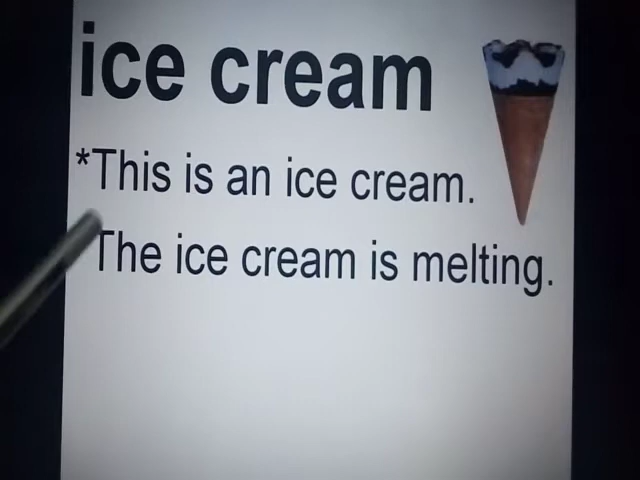 ice cream
*This is an ice cream.
The ice cream is melting.